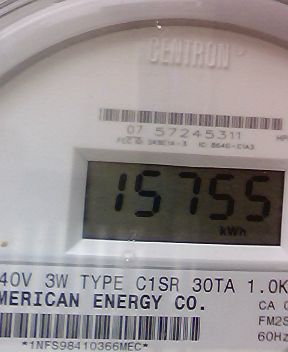 CENTRON
07 57245311
15755
kWh
40V 3W TYPE C1SR 30TA 1.0K
MERICAN ENERGY CO.
CA 0
FM2S
60Hz
*1NFS98410366MEC*